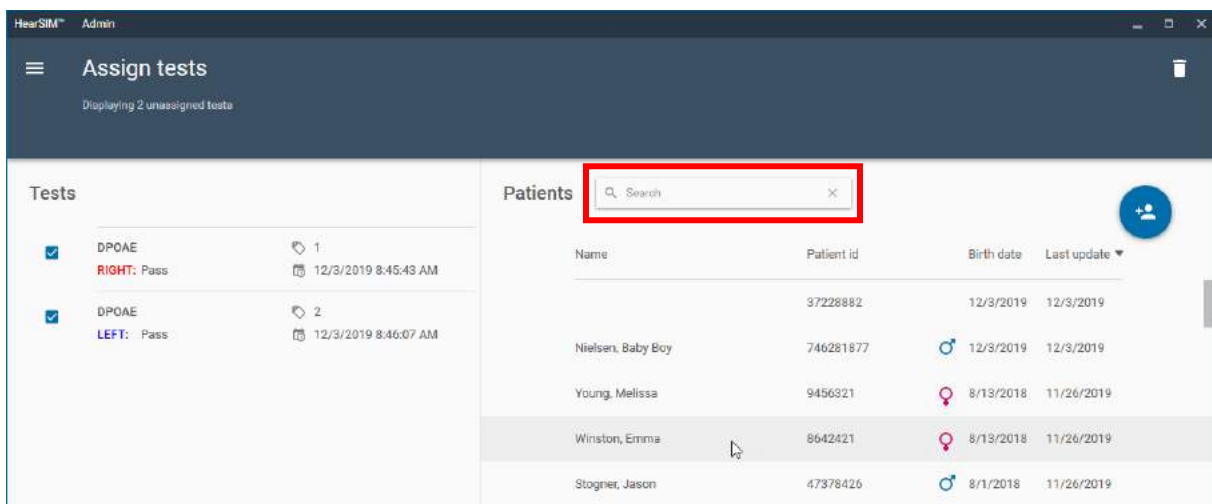 HearSIM™ Admin
Assign tests
Displaying 2 unassigned tests
Tests
Patients
Search
DPOAE 1
RIGHT: Pass 12/3/2019 8:45:43 AM
DPOAE 2
LEFT: Pass 12/3/2019 8:46:07 AM
Name Patient id Birth date Last update
37228882 12/3/2019 12/3/2019
Nielsen, Baby Boy 746281877 12/3/2019 12/3/2019
Young, Melissa 9456321 8/13/2018 11/26/2019
Winston, Emma 8642421 8/13/2018 11/26/2019
Stogner, Jason 47378426 8/1/2018 11/26/2019